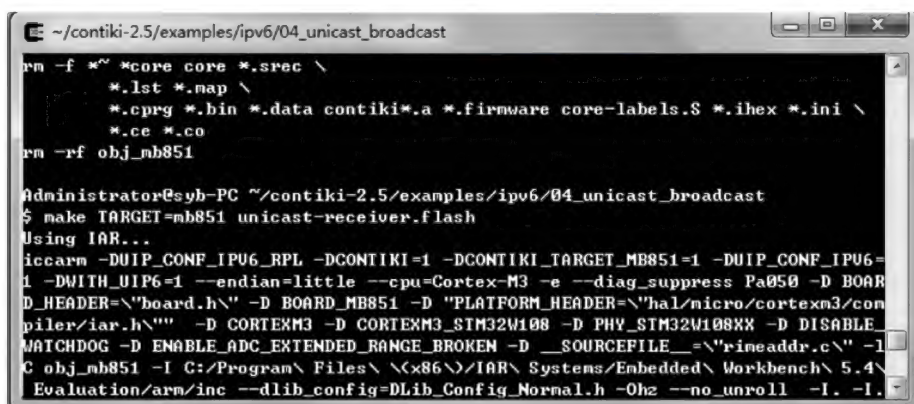 ~/contiki-2.5/examples/ipv6/04_unicast_broadcast
rm -f *~ *core core *.srec \
*.lst *.map \
*.cprg *.bin *.data contiki*.a *.firmware core-labels.S *.ihex *.ini \
*.ce *.co
rm -rf obj_mb851
Administrator@syb-PC ~/contiki-2.5/examples/ipv6/04_unicast_broadcast
$ make TARGET=mb851 unicast-receiver.flash
Using IAR...
iccarm -DUIP_CONF_IPV6_RPL -DCONTIKI=1 -DCONTIKI_TARGET_MB851=1 -DUIP_CONF_IPV6=
1 -DWITH_UIP6=1 --endian=little --cpu=Cortex-M3 -e --diag_suppress Pa050 -D BOAR
D_HEADER=\"board.h\" -D BOARD_MB851 -D "PLATFORM_HEADER=\"hal/micro/cortexm3/com
piler/iar.h\"" -D CORTEXM3 -D CORTEXM3_STM32W108 -D PHY_STM32W108XX -D DISABLE_
WATCHDOG -D ENABLE_ADC_EXTENDED_RANGE_BROKEN -D __SOURCEFILE__=\"rimeaddr.c\" -l
C obj_mb851 -I C:/Program\ Files\ \(x86\)/IAR\ Systems/Embedded\ Workbench\ 5.4\
Evaluation/arm/inc --dlib_config=DLib_Config_Normal.h -Ohz --no_unroll -I. -I.